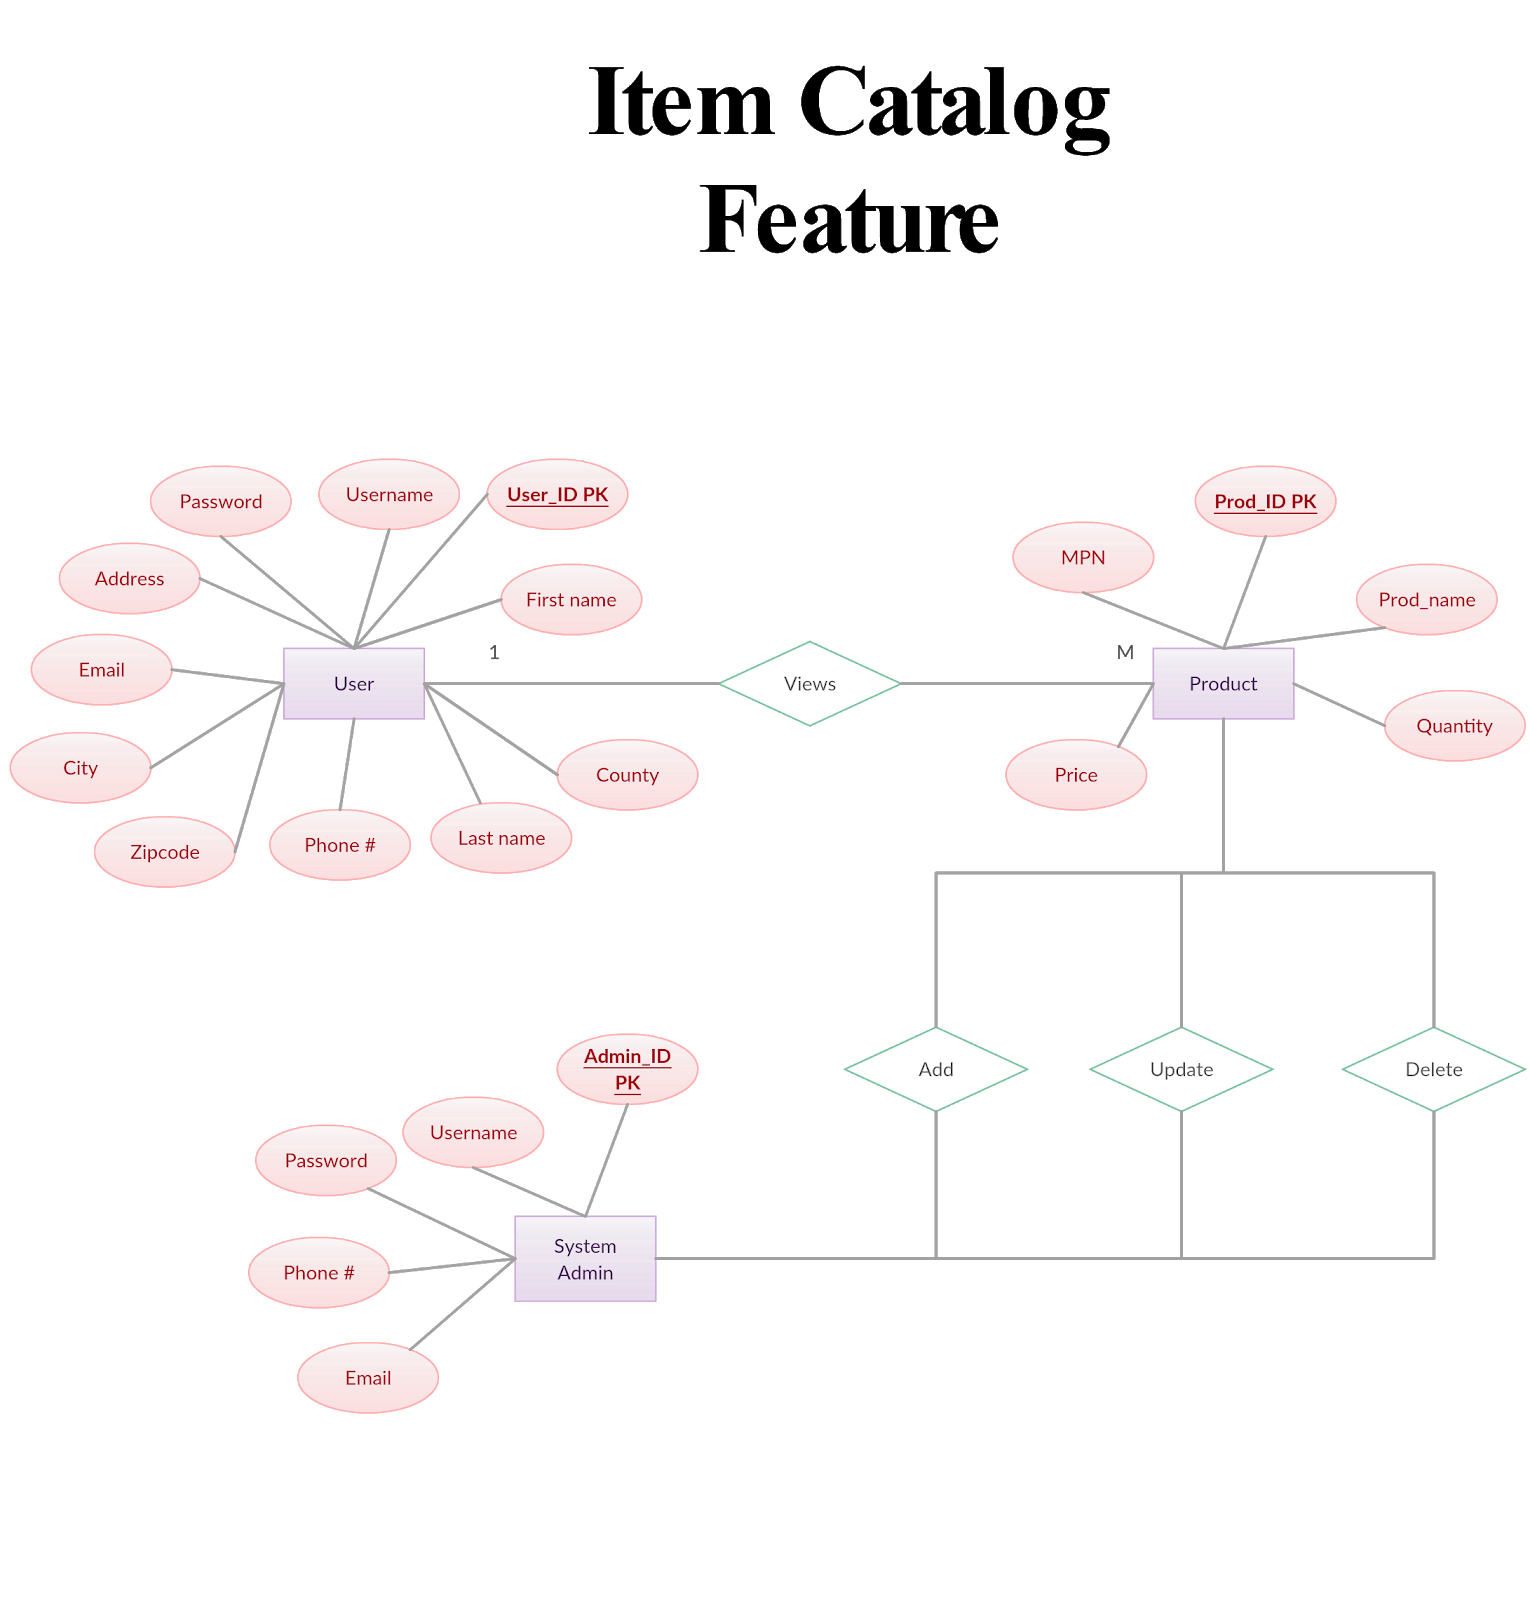 Item Catalog
Feature
Password
Username
User_ID PK
Address
First name
Email
User
1
City
Zipcode
Phone #
Last name
County
Views
M
MPN
Prod_ID PK
Prod_name
Product
Quantity
Price
Add
Update
Delete
Admin_ID
PK
Username
Password
Phone #
System
Admin
Email